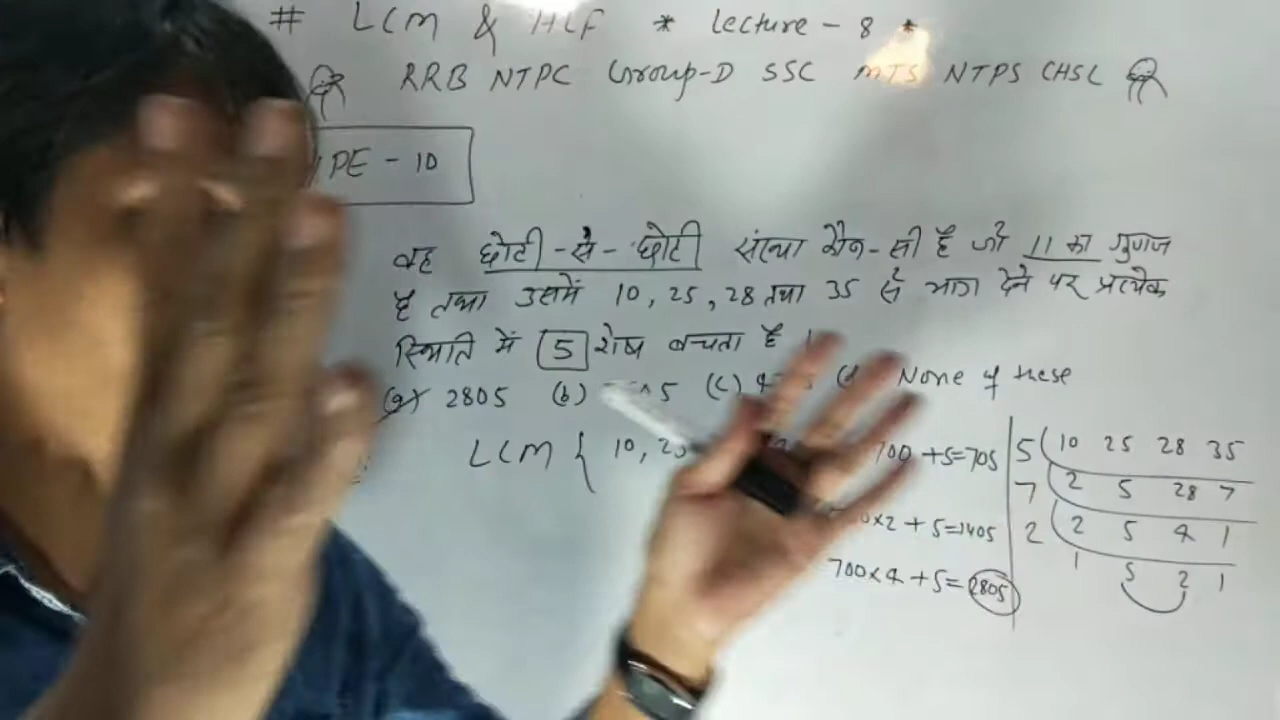 # LCM & HCF * Lecture - 8 *
RRB NTPC Group-D SSC MTS NTPS CHSL
PE - 10
वह छोटी-से-छोटी संख्या कौन-सी है जो 11 का गुणज
है तथा उसमें 10, 25, 28 तथा 35 से भाग देने पर प्रत्येक
स्थिति में 5 शेष बचता है।
(a) 2805 (b) (c) None of these
LCM { 10, 25
700 +5=705
×2 + 5=1405
700×4 + 5= 2805
5 10 25 28 35
7 2 5 28 7
2 2 5 4 1
1 5 2 1